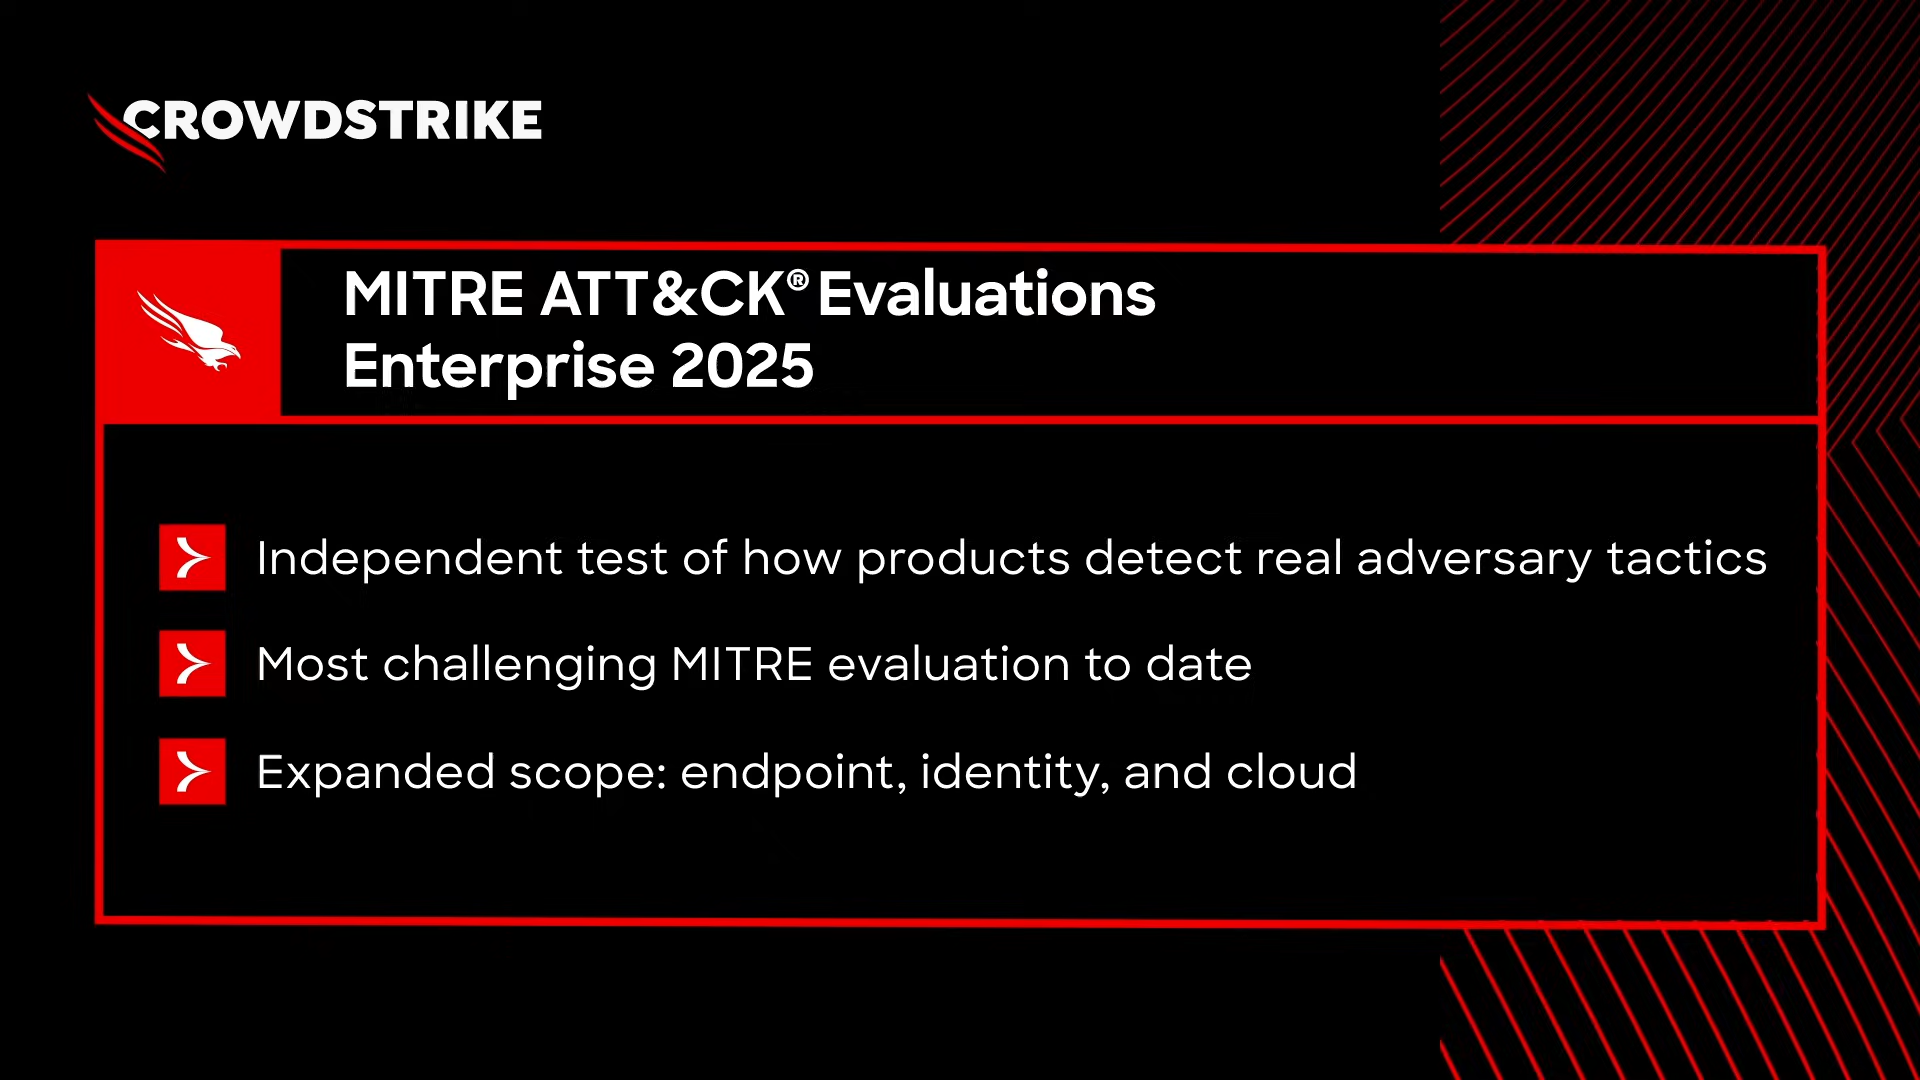 CROWDSTRIKE
MITRE ATT&CK® Evaluations
Enterprise 2025
Independent test of how products detect real adversary tactics
Most challenging MITRE evaluation to date
Expanded scope: endpoint, identity, and cloud